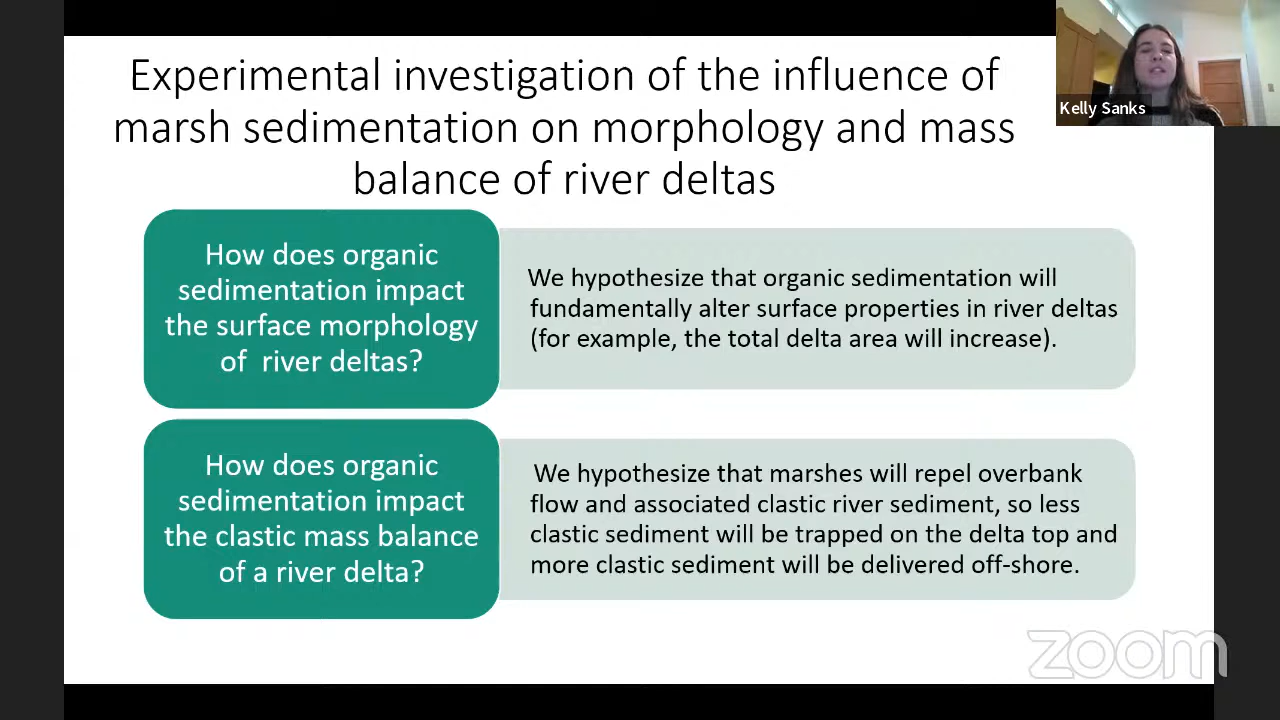 Experimental investigation of the influence of
marsh sedimentation on morphology and mass
balance of river deltas
Kelly Sanks
How does organic
sedimentation impact
the surface morphology
of river deltas?
We hypothesize that organic sedimentation will
fundamentally alter surface properties in river deltas
(for example, the total delta area will increase).
How does organic
sedimentation impact
the clastic mass balance
of a river delta?
We hypothesize that marshes will repel overbank
flow and associated clastic river sediment, so less
clastic sediment will be trapped on the delta top and
more clastic sediment will be delivered off-shore.
zoom